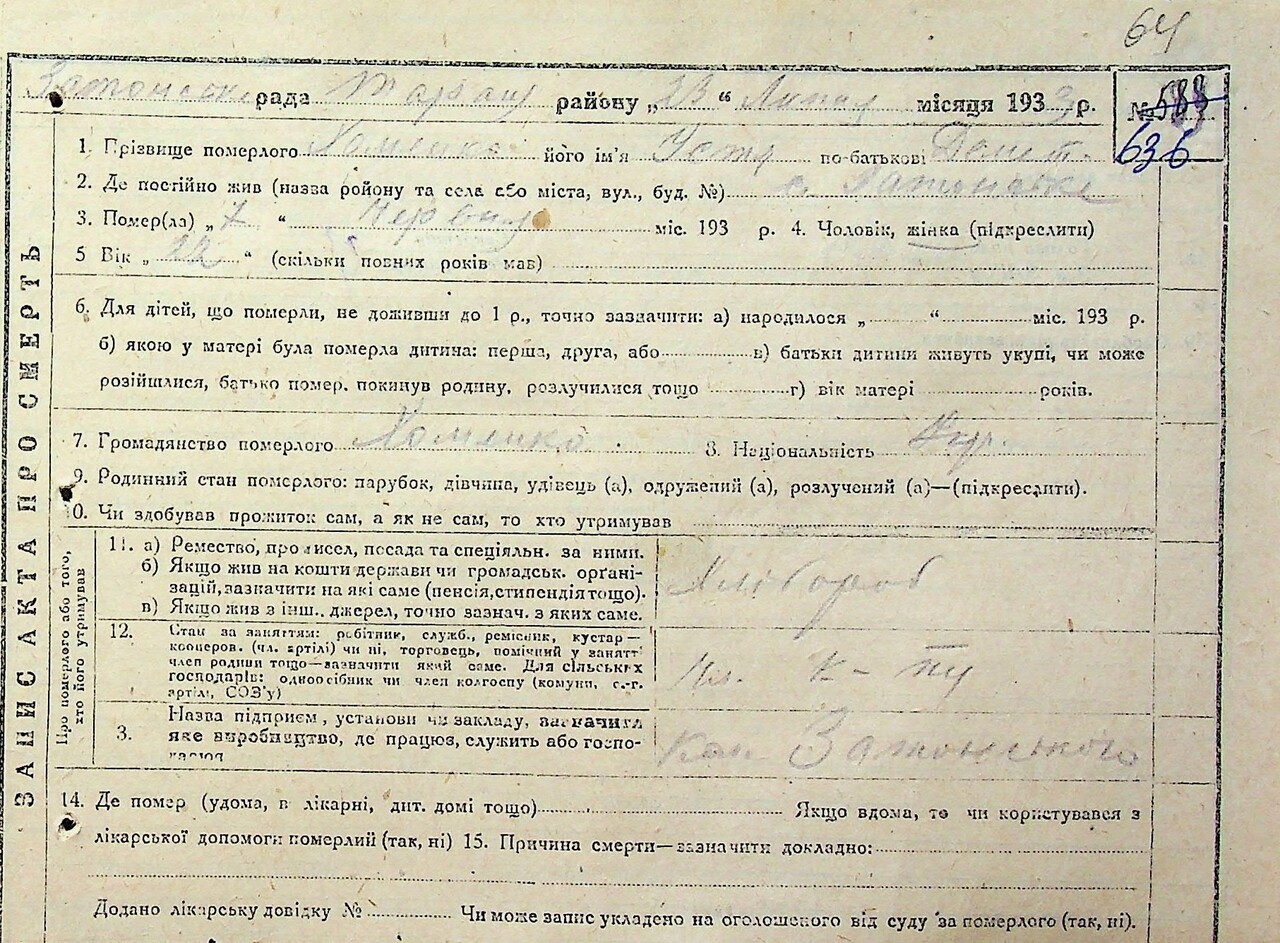 64
рада Таращ району „23“ Липня місяця 1933 р. № 588
636
1. Прізвище померлого Хоменко його ім'я Устя по-батькові
2. Де постійно жив (назва району та села або міста, вул., буд. №) с.
3. Помер(ла) „7“ Червня міс. 193 р. 4. Чоловік, жінка (підкреслити)
5 Вік „22“ (скільки повних років мав)
6. Для дітей, що померли, не доживши до 1 р., точно зазначити: а) народилося „ “ міс. 193 р.
б) якою у матері була померла дитина: перша, друга, або в) батьки дитини живуть укупі, чи може
розійшлися, батько помер. покинув родину, розлучилися тощо г) вік матері років.
7. Громадянство померлого Хоменко 8. Національність Укр.
9. Родинний стан померлого: парубок, дівчина, удівець (а), одружений (а), розлучений (а)—(підкреслити).
0. Чи здобував прожиток сам, а як не сам, то хто утримував
ЗАПИС АКТА ПРО СМЕРТЬ
Про померлого або того,
хто його утримував
11. а) Ремество, промисел, посада та спеціяльн. за ними.
б) Якщо жив на кошти держави чи громадськ. органі-
зацій, зазначити на які саме (пенсія, стипендія тощо).
в) Якщо жив з інш.. джерел, точно зазнач. з яких саме.
Хлібороб
12. Стан за заняттям: робітник, служб., ремісник, кустар—
кооперов. (чл. артілі) чи ні, торговець, помічний у занятті
член родини тощо—зазначити який саме. Для сільських
господарів: одноосібник чи член колгоспу (комуни, с.-г.
артілі, СОЗ'у)
Чл. к-пу
3. Назва підприєм, установи чи закладу, зазначити
яке виробництво, де працює, служить або госпо-
Затонського
14. Де помер (удома, в лікарні, дит. домі тощо) Якщо вдома, то чи користувався з
лікарської допомоги померлий (так, ні) 15. Причина смерти—зазначити докладно:
Додано лікарську довідку № Чи може запис укладено на оголошеного від суду за померлого (так, ні).